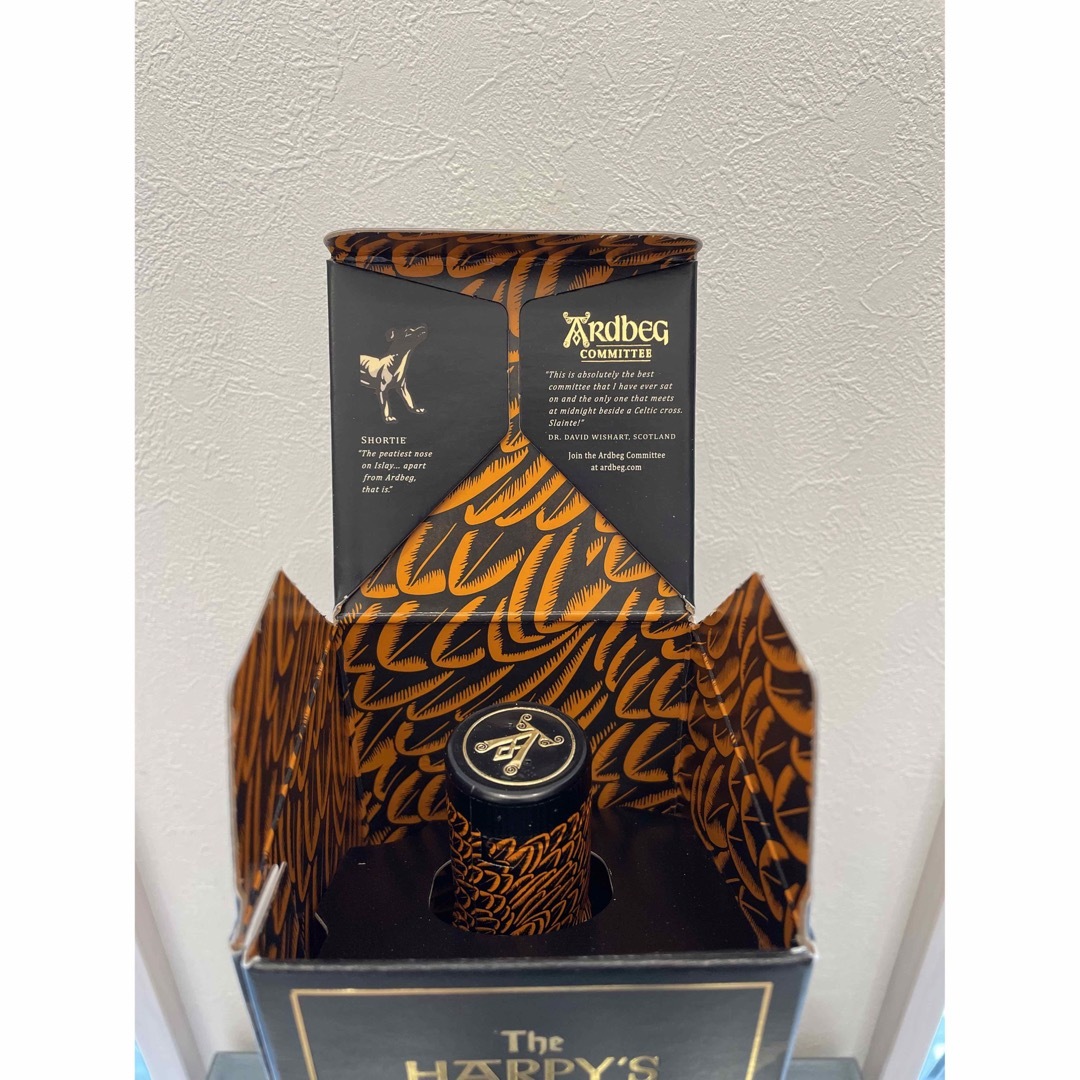 SHORTIE
"The peatiest nose
on Islay... apart
from Ardbeg,
that is."
ARDBEG
COMMITTEE
"This is absolutely the best
committee that I have ever sat
on and the only one that meets
at midnight beside a Celtic cross.
Slainte!"
DR. DAVID WISHART, SCOTLAND
Join the Ardbeg Committee
at ardbeg.com
A
The
HARPY'S